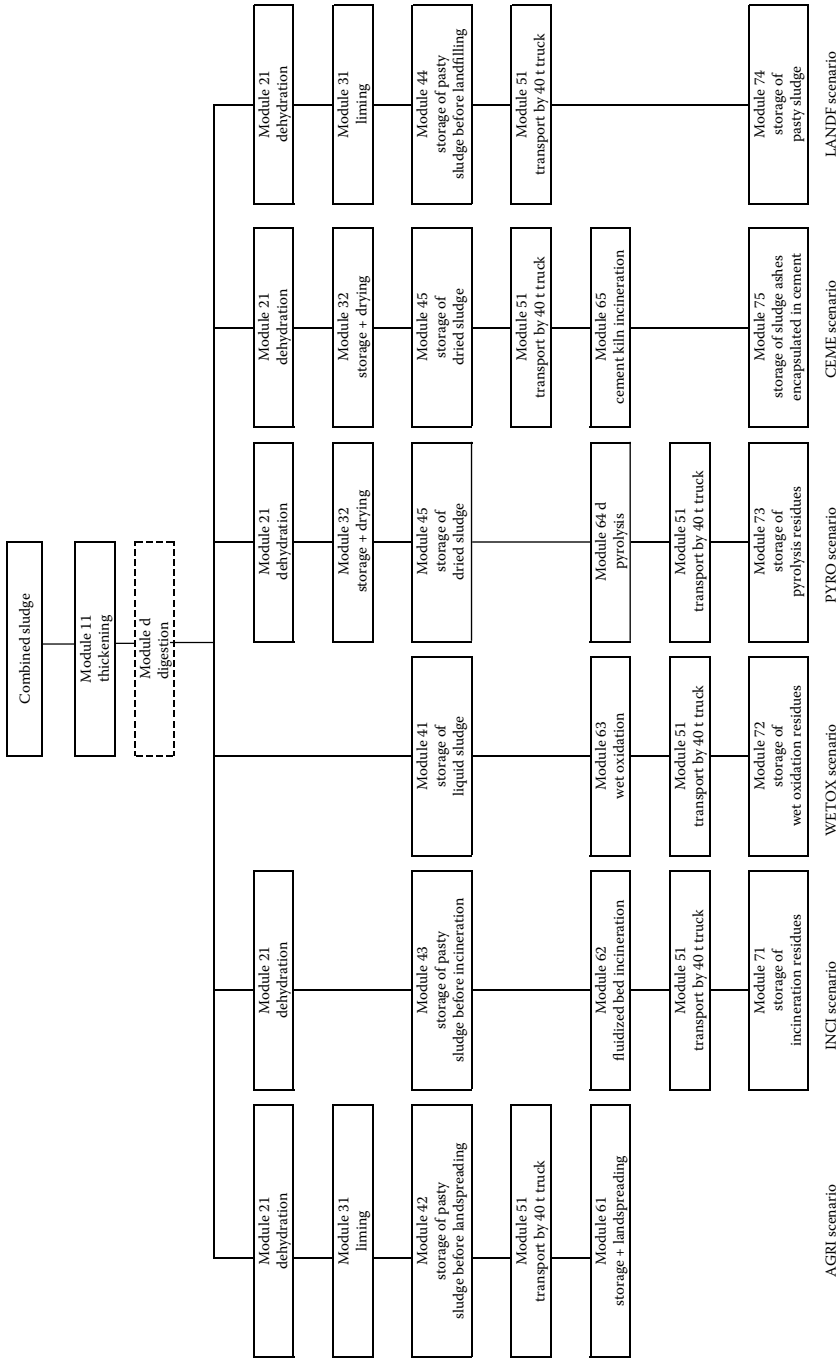 Combined sludge
Module 11
thickening
Module d
digestion
Module 21
dehydration
Module 31
liming
Module 42
storage of pasty
sludge before landspreading
Module 51
transport by 40 t truck
Module 61
storage + landspreading
AGRI scenario
Module 21
dehydration
Module 43
storage of pasty
sludge before incineration
Module 62
fluidized bed incineration
Module 51
transport by 40 t truck
Module 71
storage of
incineration residues
INCI scenario
Module 41
storage of
liquid sludge
Module 63
wet oxidation
Module 51
transport by 40 t truck
Module 72
storage of
wet oxidation residues
WETOX scenario
Module 21
dehydration
Module 32
storage + drying
Module 45
storage of
dried sludge
Module 64 d
pyrolysis
Module 51
transport by 40 t truck
Module 73
storage of
pyrolysis residues
PYRO scenario
Module 21
dehydration
Module 32
storage + drying
Module 45
storage of
dried sludge
Module 51
transport by 40 t truck
Module 65
cement kiln incineration
Module 75
storage of sludge ashes
encapsulated in cement
CEME scenario
Module 21
dehydration
Module 31
liming
Module 44
storage of pasty
sludge before landfilling
Module 51
transport by 40 t truck
Module 74
storage of
pasty sludge
LANDF scenario